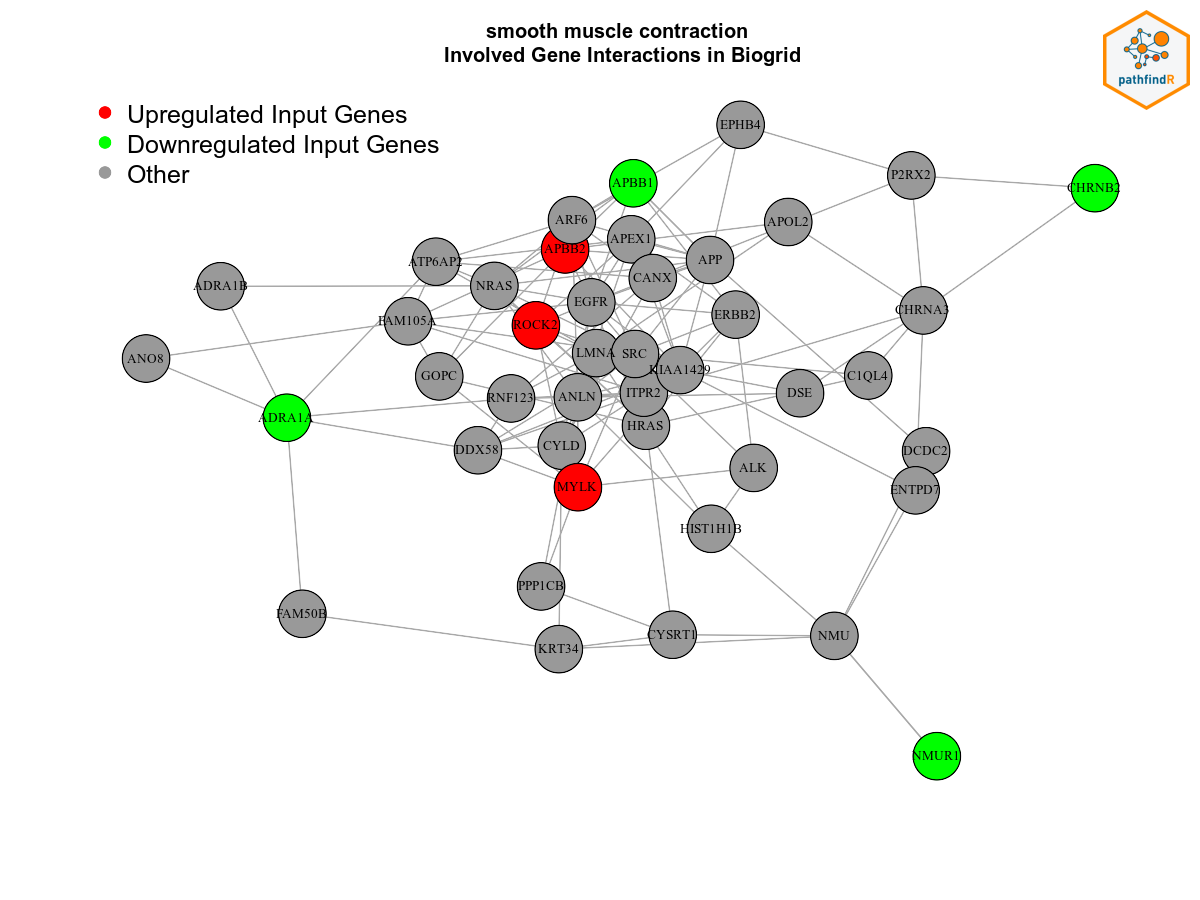 smooth muscle contraction
Involved Gene Interactions in Biogrid
pathfindR
Upregulated Input Genes
Downregulated Input Genes
Other
EPHB4
P2RX2
APBB1
CHRNB2
ARF6
APOL2
APEX1
APBB2
ATP6AP2
APP
CANX
ADRA1B
NRAS
EGFR
CHRNA3
ERBB2
FAM105A
ROCK2
LMNA
SRC
ANO8
KIAA1429
GOPC
C1QL4
ITPR2
DSE
RNF123
ANLN
ADRA1A
HRAS
CYLD
DDX58
DCDC2
ALK
MYLK
ENTPD7
HIST1H1B
PPP1CB
FAM50B
CYSRT1
NMU
KRT34
NMUR1